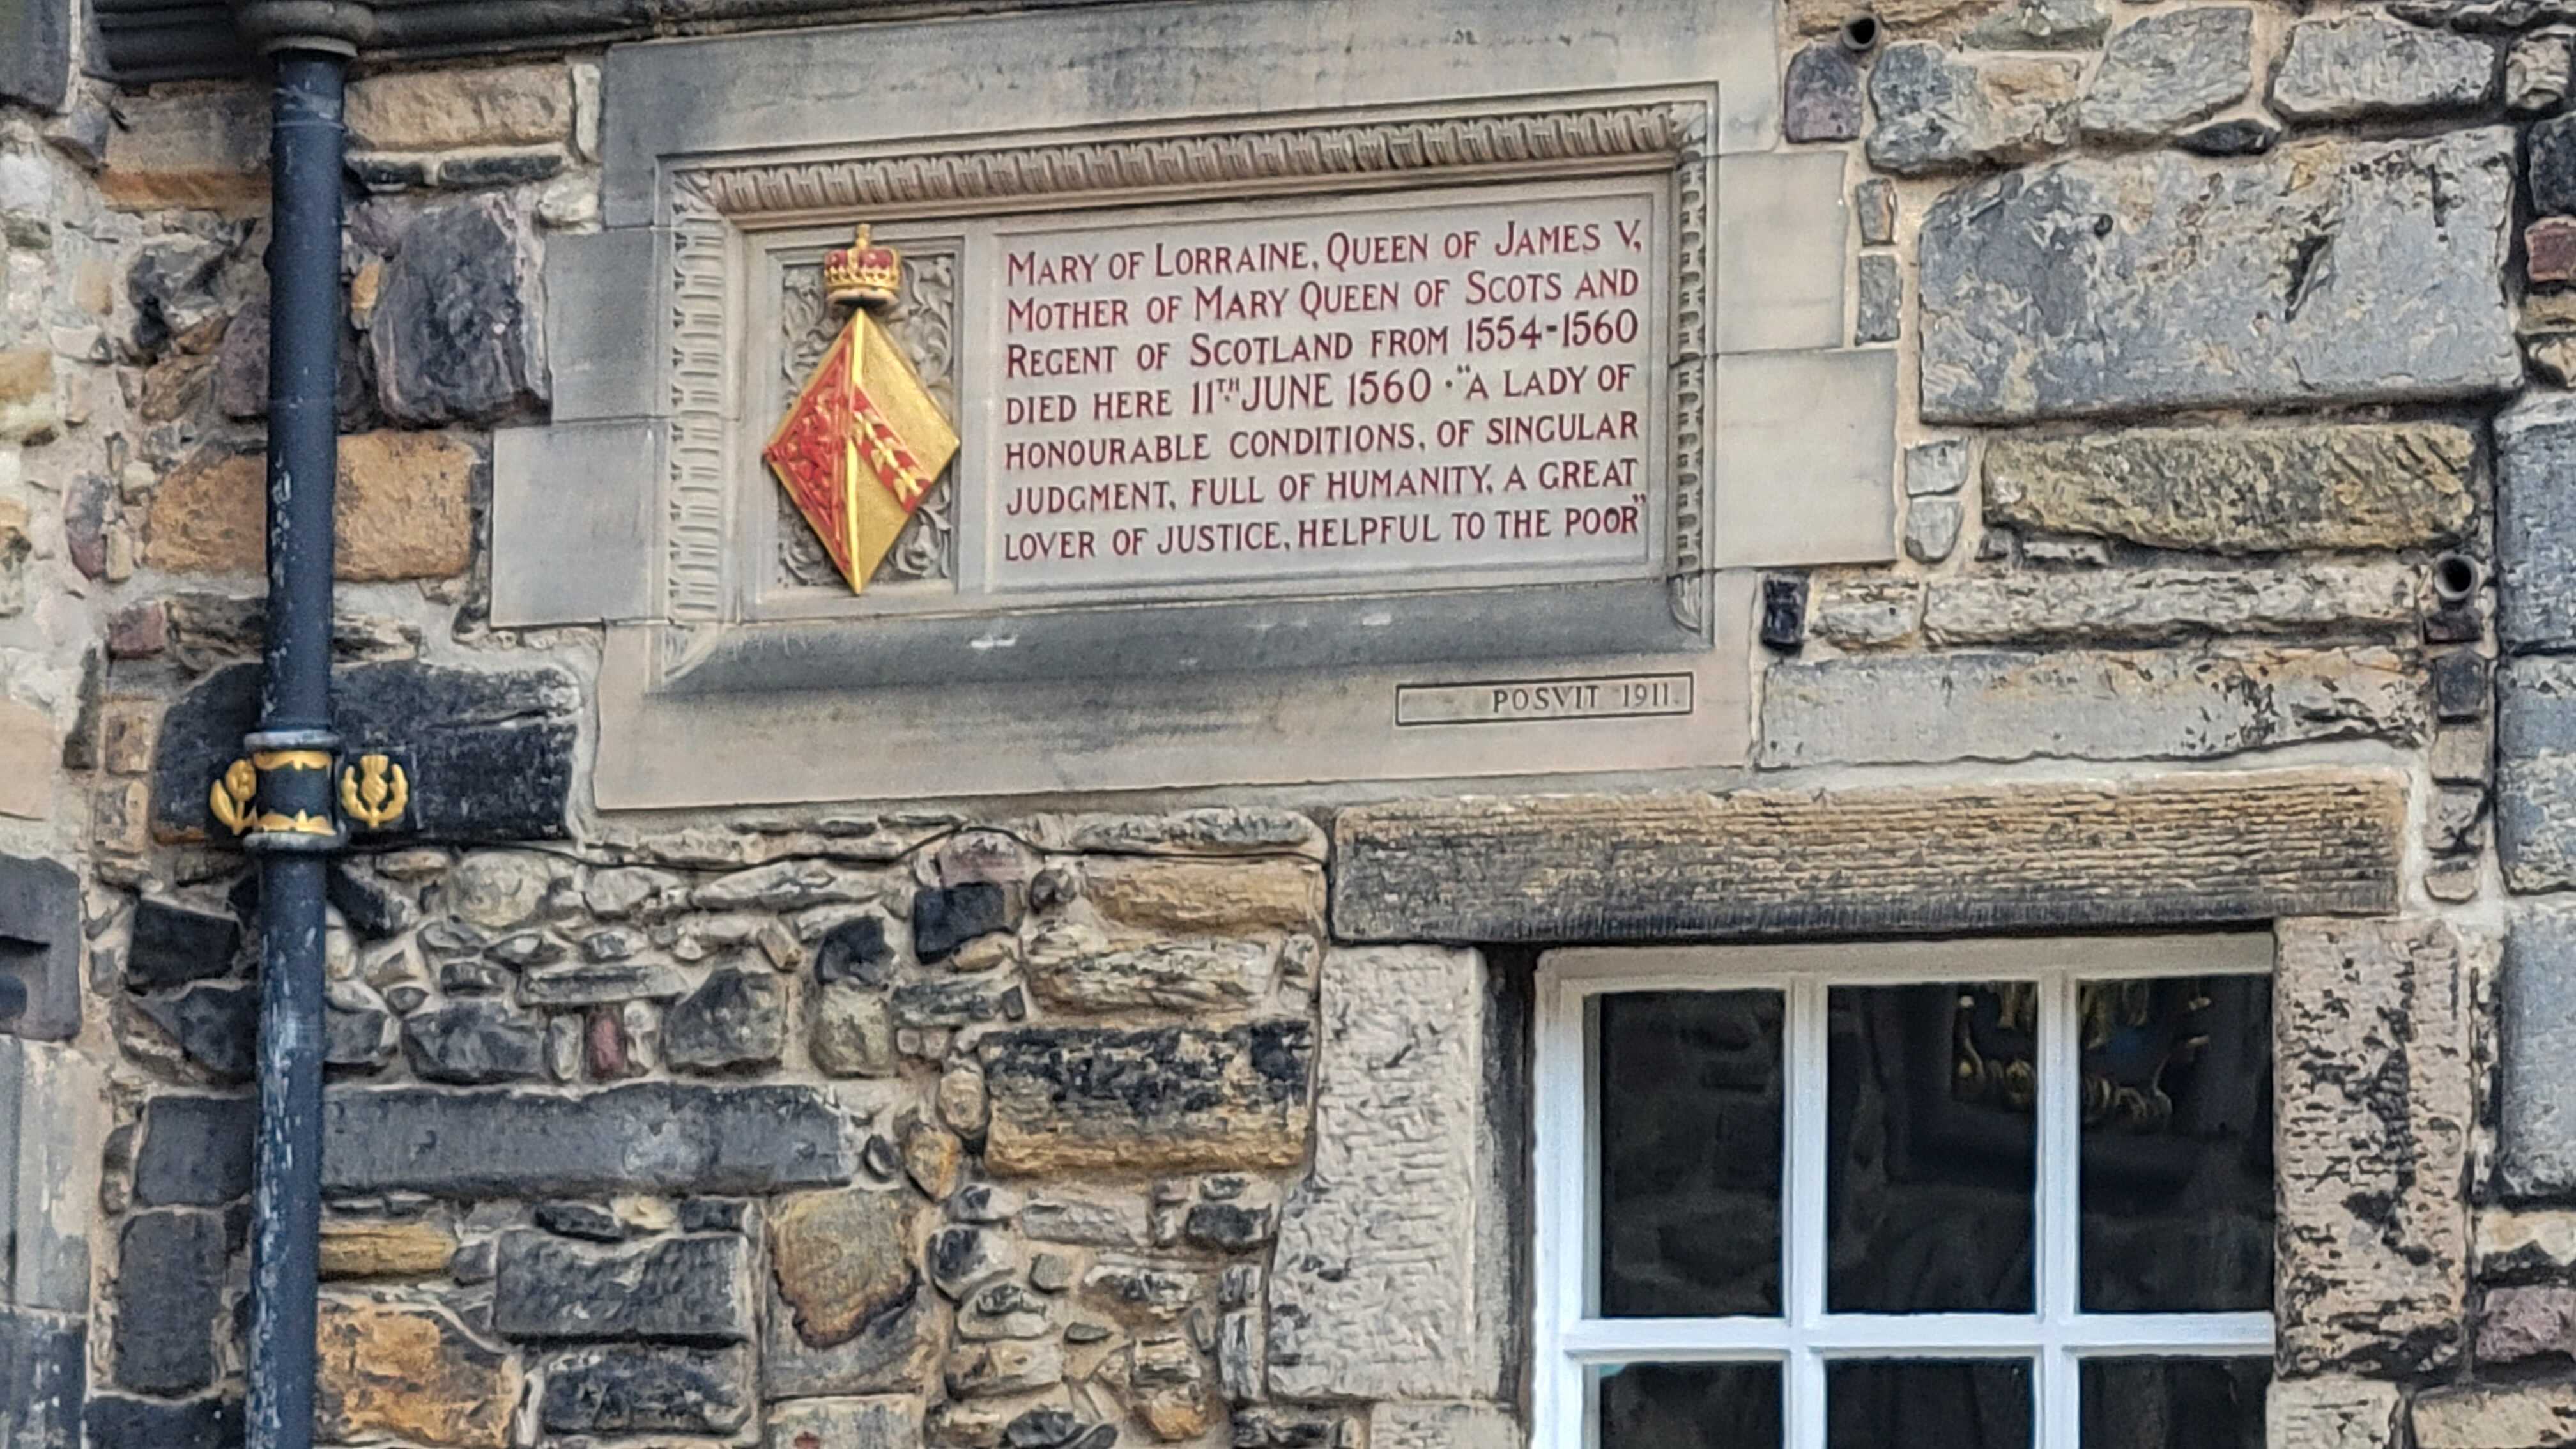 MARY OF LORRAINE, QUEEN OF JAMES V,
MOTHER OF MARY QUEEN OF SCOTS AND
REGENT OF SCOTLAND FROM 1554-1560
DIED HERE 11TH JUNE 1560 · "A LADY OF
HONOURABLE CONDITIONS, OF SINGULAR
JUDGMENT, FULL OF HUMANITY, A GREAT
LOVER OF JUSTICE, HELPFUL TO THE POOR"
POSVIT 1911.